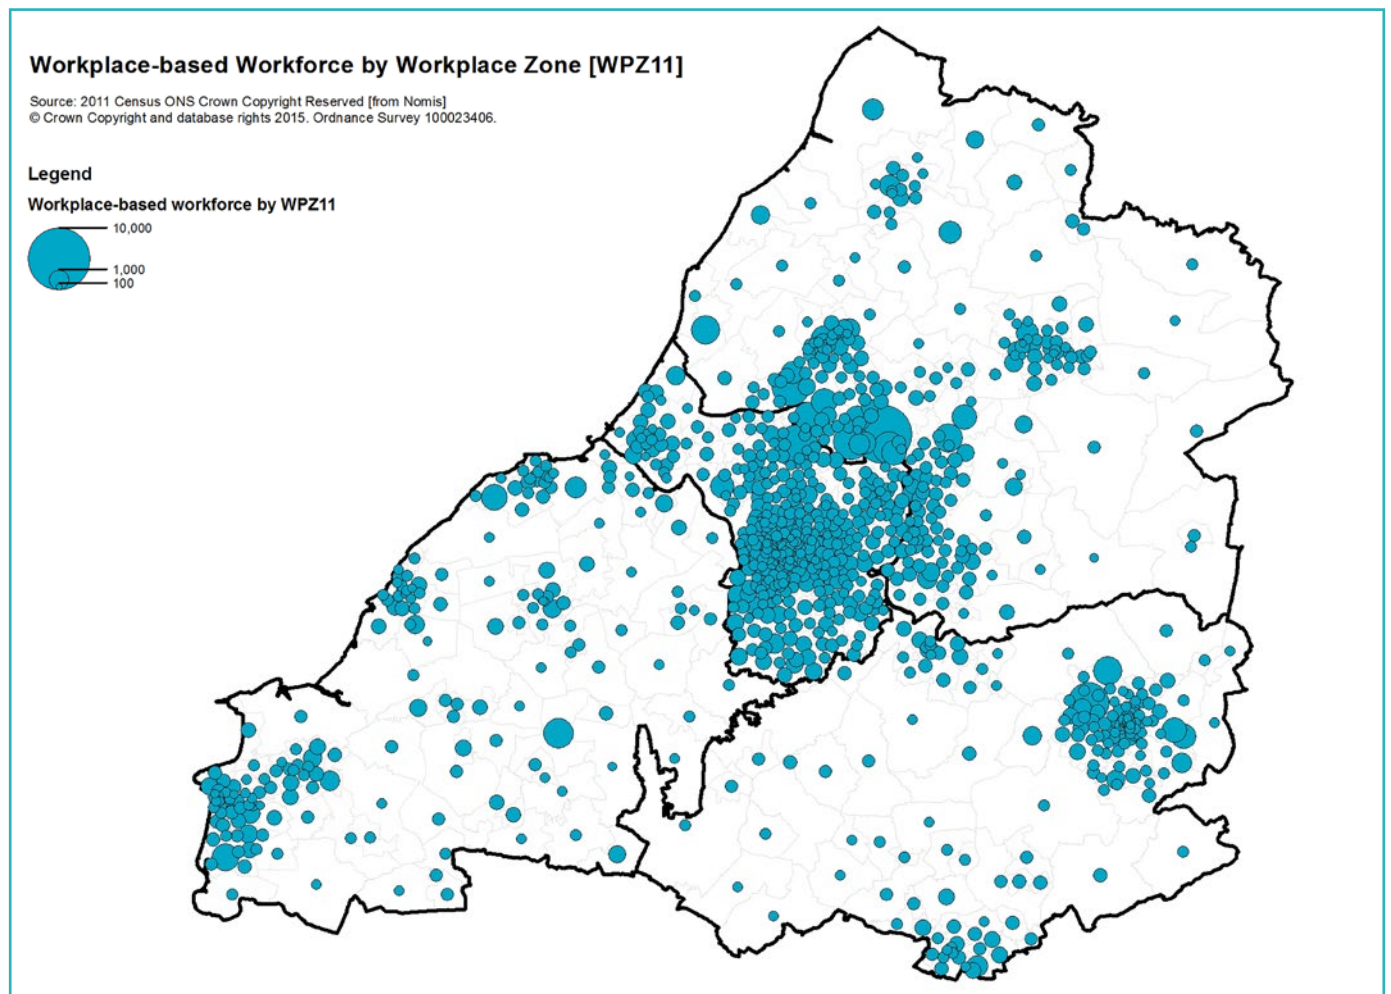 Workplace-based Workforce by Workplace Zone [WPZ11]
Source: 2011 Census ONS Crown Copyright Reserved [from Nomis]
© Crown Copyright and database rights 2015. Ordnance Survey 100023406.
Legend
Workplace-based workforce by WPZ11
10,000
1,000
100